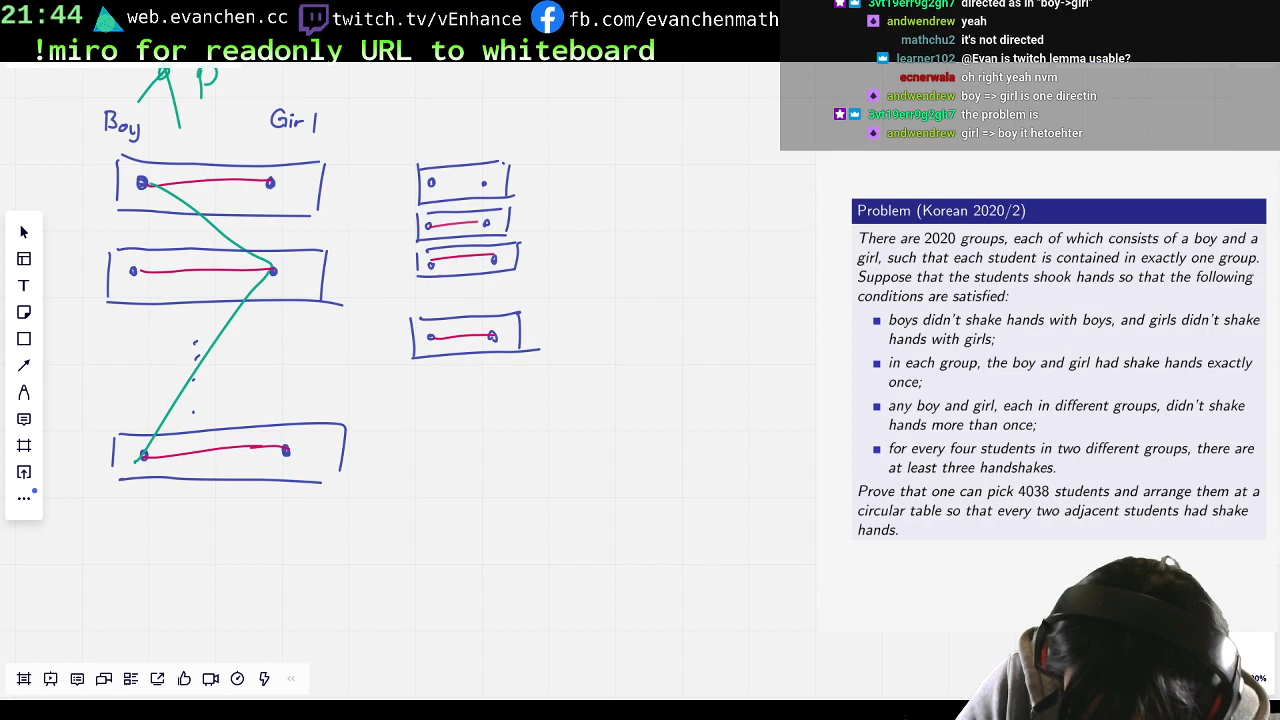 21:44 web.evanchen.cc twitch.tv/vEnhance fb.com/evanchenmath
!miro for readonly URL to whiteboard
3vt19err9g2gh7 directed as in "boy->girl"
andwendrew yeah
mathchu2 it's not directed
learner102 @Evan is twitch lemma usable?
ecnerwala oh right yeah nvm
andwendrew boy => girl is one directin
3vt19err9g2gh7 the problem is
andwendrew girl => boy it hetoehter
Boy Girl
Problem (Korean 2020/2)
There are 2020 groups, each of which consists of a boy and a
girl, such that each student is contained in exactly one group.
Suppose that the students shook hands so that the following
conditions are satisfied:
boys didn't shake hands with boys, and girls didn't shake
hands with girls;
in each group, the boy and girl had shake hands exactly
once;
any boy and girl, each in different groups, didn't shake
hands more than once;
for every four students in two different groups, there are
at least three handshakes.
Prove that one can pick 4038 students and arrange them at a
circular table so that every two adjacent students had shake
hands.